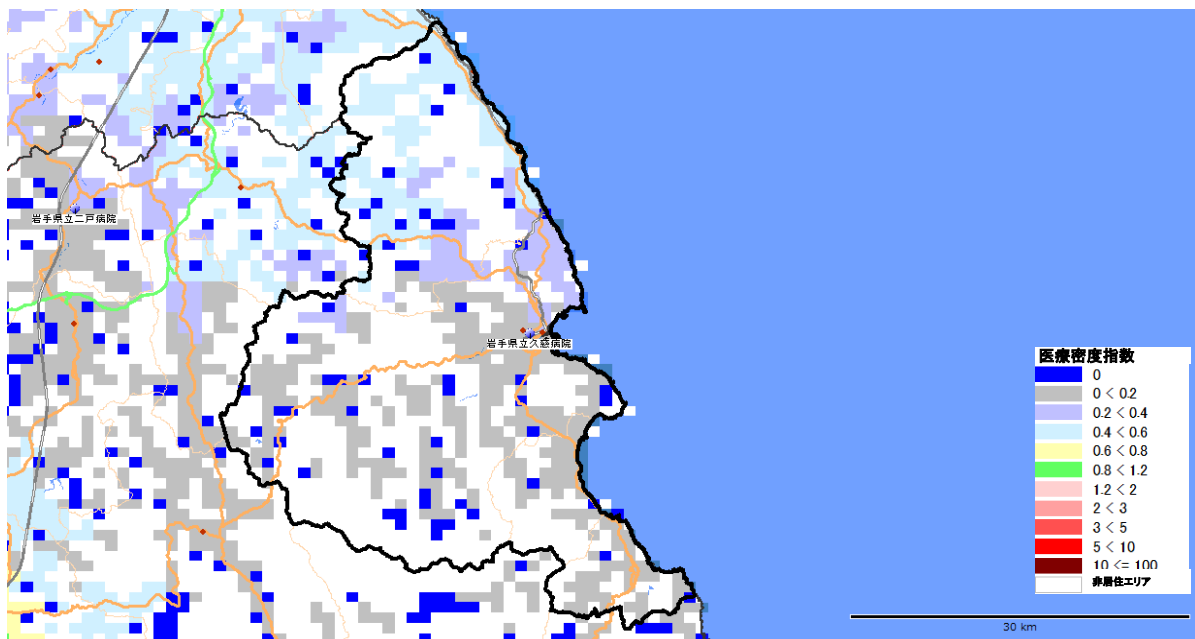 岩手県立二戸病院
岩手県立久慈病院
医療密度指数
0
0 < 0.2
0.2 < 0.4
0.4 < 0.6
0.6 < 0.8
0.8 < 1.2
1.2 < 2
2 < 3
3 < 5
5 < 10
10 <= 100
非居住エリア
30 km